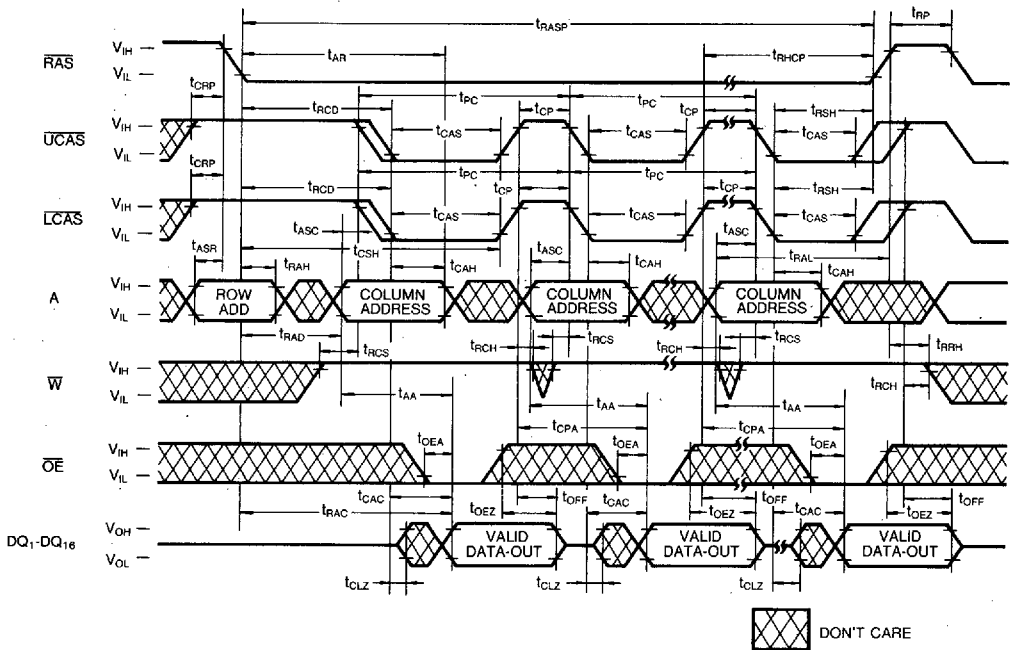 tRASP
tRP
tAR
tRHCP
RAS
VIH
VIL
tCRP
tRCD
tPC
tPC
tCP
tCP
tRSH
UCAS
VIH
VIL
tCAS
tCAS
tCAS
tCRP
tRCD
tPC
tPC
tCP
tCP
tRSH
LCAS
VIH
VIL
tCAS
tCAS
tCAS
tASC
tCSH
tASC
tASC
tRAL
tASR
tRAH
tCAH
tCAH
tCAH
A
VIH
VIL
ROW ADD
COLUMN ADDRESS
COLUMN ADDRESS
COLUMN ADDRESS
tRAD
tRCS
tRCH
tRCS
tRCH
tRCS
tRRH
W
VIH
VIL
tRCH
tAA
tAA
tAA
tCPA
tCPA
OE
VIH
VIL
tOEA
tOEA
tOEA
tCAC
tOFF
tCAC
tOFF
tCAC
tOFF
tRAC
tOEZ
tOEZ
tOEZ
DQ1-DQ16
VOH
VOL
VALID DATA-OUT
VALID DATA-OUT
VALID DATA-OUT
tCLZ
tCLZ
tCLZ
DON'T CARE